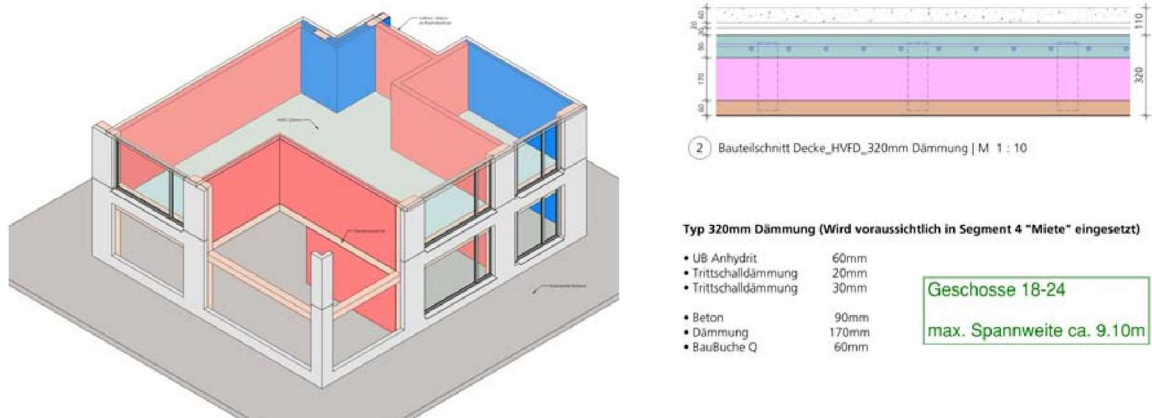 20
60
20
30
90
170
60
110
320
2 Bauteilschnitt Decke_HVFD_320mm Dämmung | M 1 : 10
Typ 320mm Dämmung (Wird voraussichtlich in Segment 4 "Miete" eingesetzt)
• UB Anhydrit 60mm
• Trittschalldämmung 20mm
• Trittschalldämmung 30mm
• Beton 90mm
• Dämmung 170mm
• BauBuche Q 60mm
Geschosse 18-24
max. Spannweite ca. 9.10m